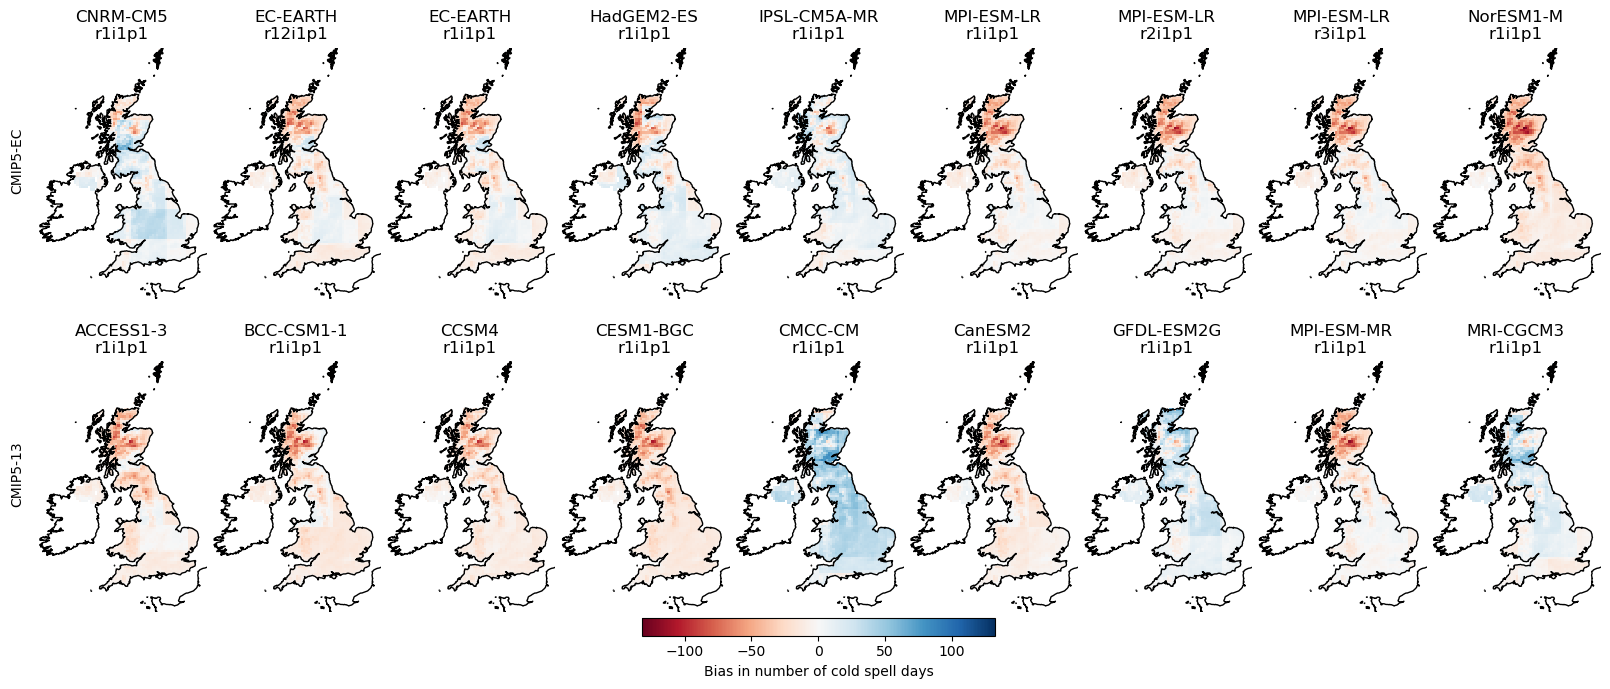 CNRM-CM5
r1i1p1
EC-EARTH
r12i1p1
EC-EARTH
r1i1p1
HadGEM2-ES
r1i1p1
IPSL-CM5A-MR
r1i1p1
MPI-ESM-LR
r1i1p1
MPI-ESM-LR
r2i1p1
MPI-ESM-LR
r3i1p1
NorESM1-M
r1i1p1
CMIP5-EC
ACCESS1-3
r1i1p1
BCC-CSM1-1
r1i1p1
CCSM4
r1i1p1
CESM1-BGC
r1i1p1
CMCC-CM
r1i1p1
CanESM2
r1i1p1
GFDL-ESM2G
r1i1p1
MPI-ESM-MR
r1i1p1
MRI-CGCM3
r1i1p1
CMIP5-13
−100 −50 0 50 100
Bias in number of cold spell days